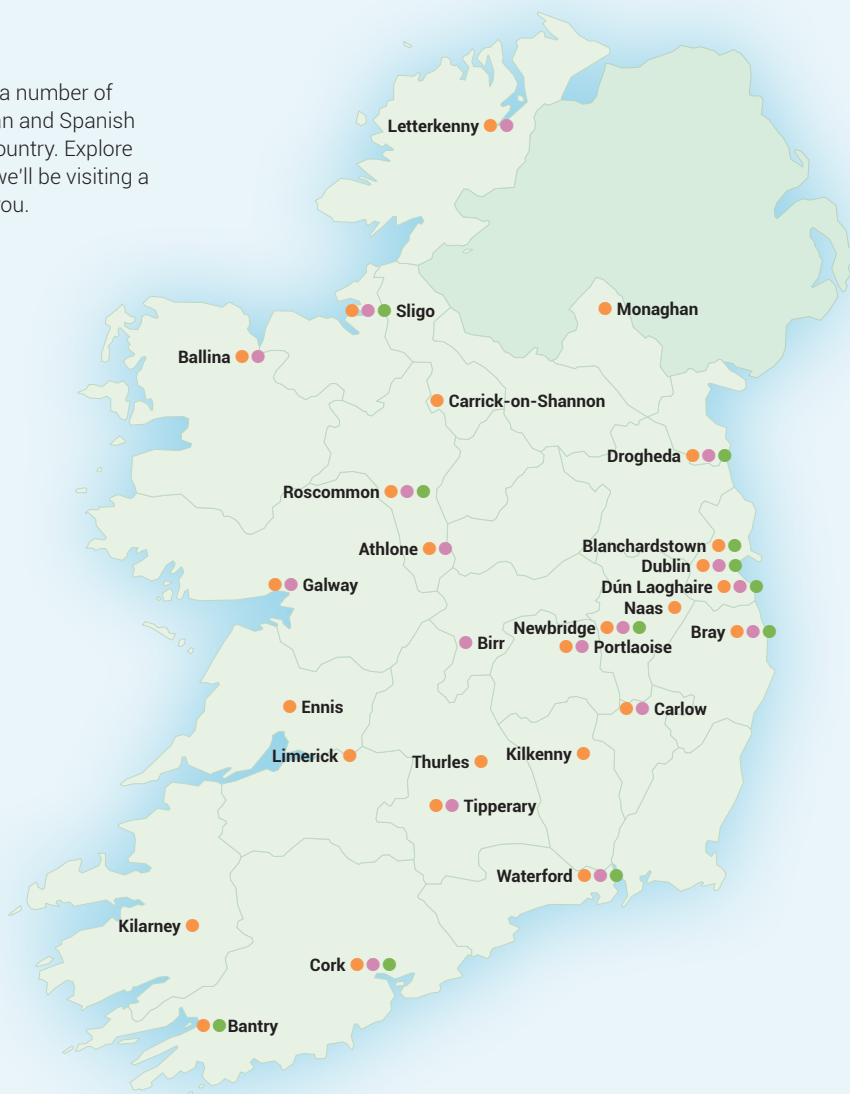 a number of
n and Spanish
ountry. Explore
we'll be visiting a
ou.
Letterkenny
Sligo
Monaghan
Ballina
Carrick-on-Shannon
Drogheda
Roscommon
Athlone
Blanchardstown
Dublin
Galway
Dún Laoghaire
Naas
Newbridge
Bray
Birr
Portlaoise
Ennis
Carlow
Limerick
Thurles
Kilkenny
Tipperary
Waterford
Kilarney
Cork
Bantry